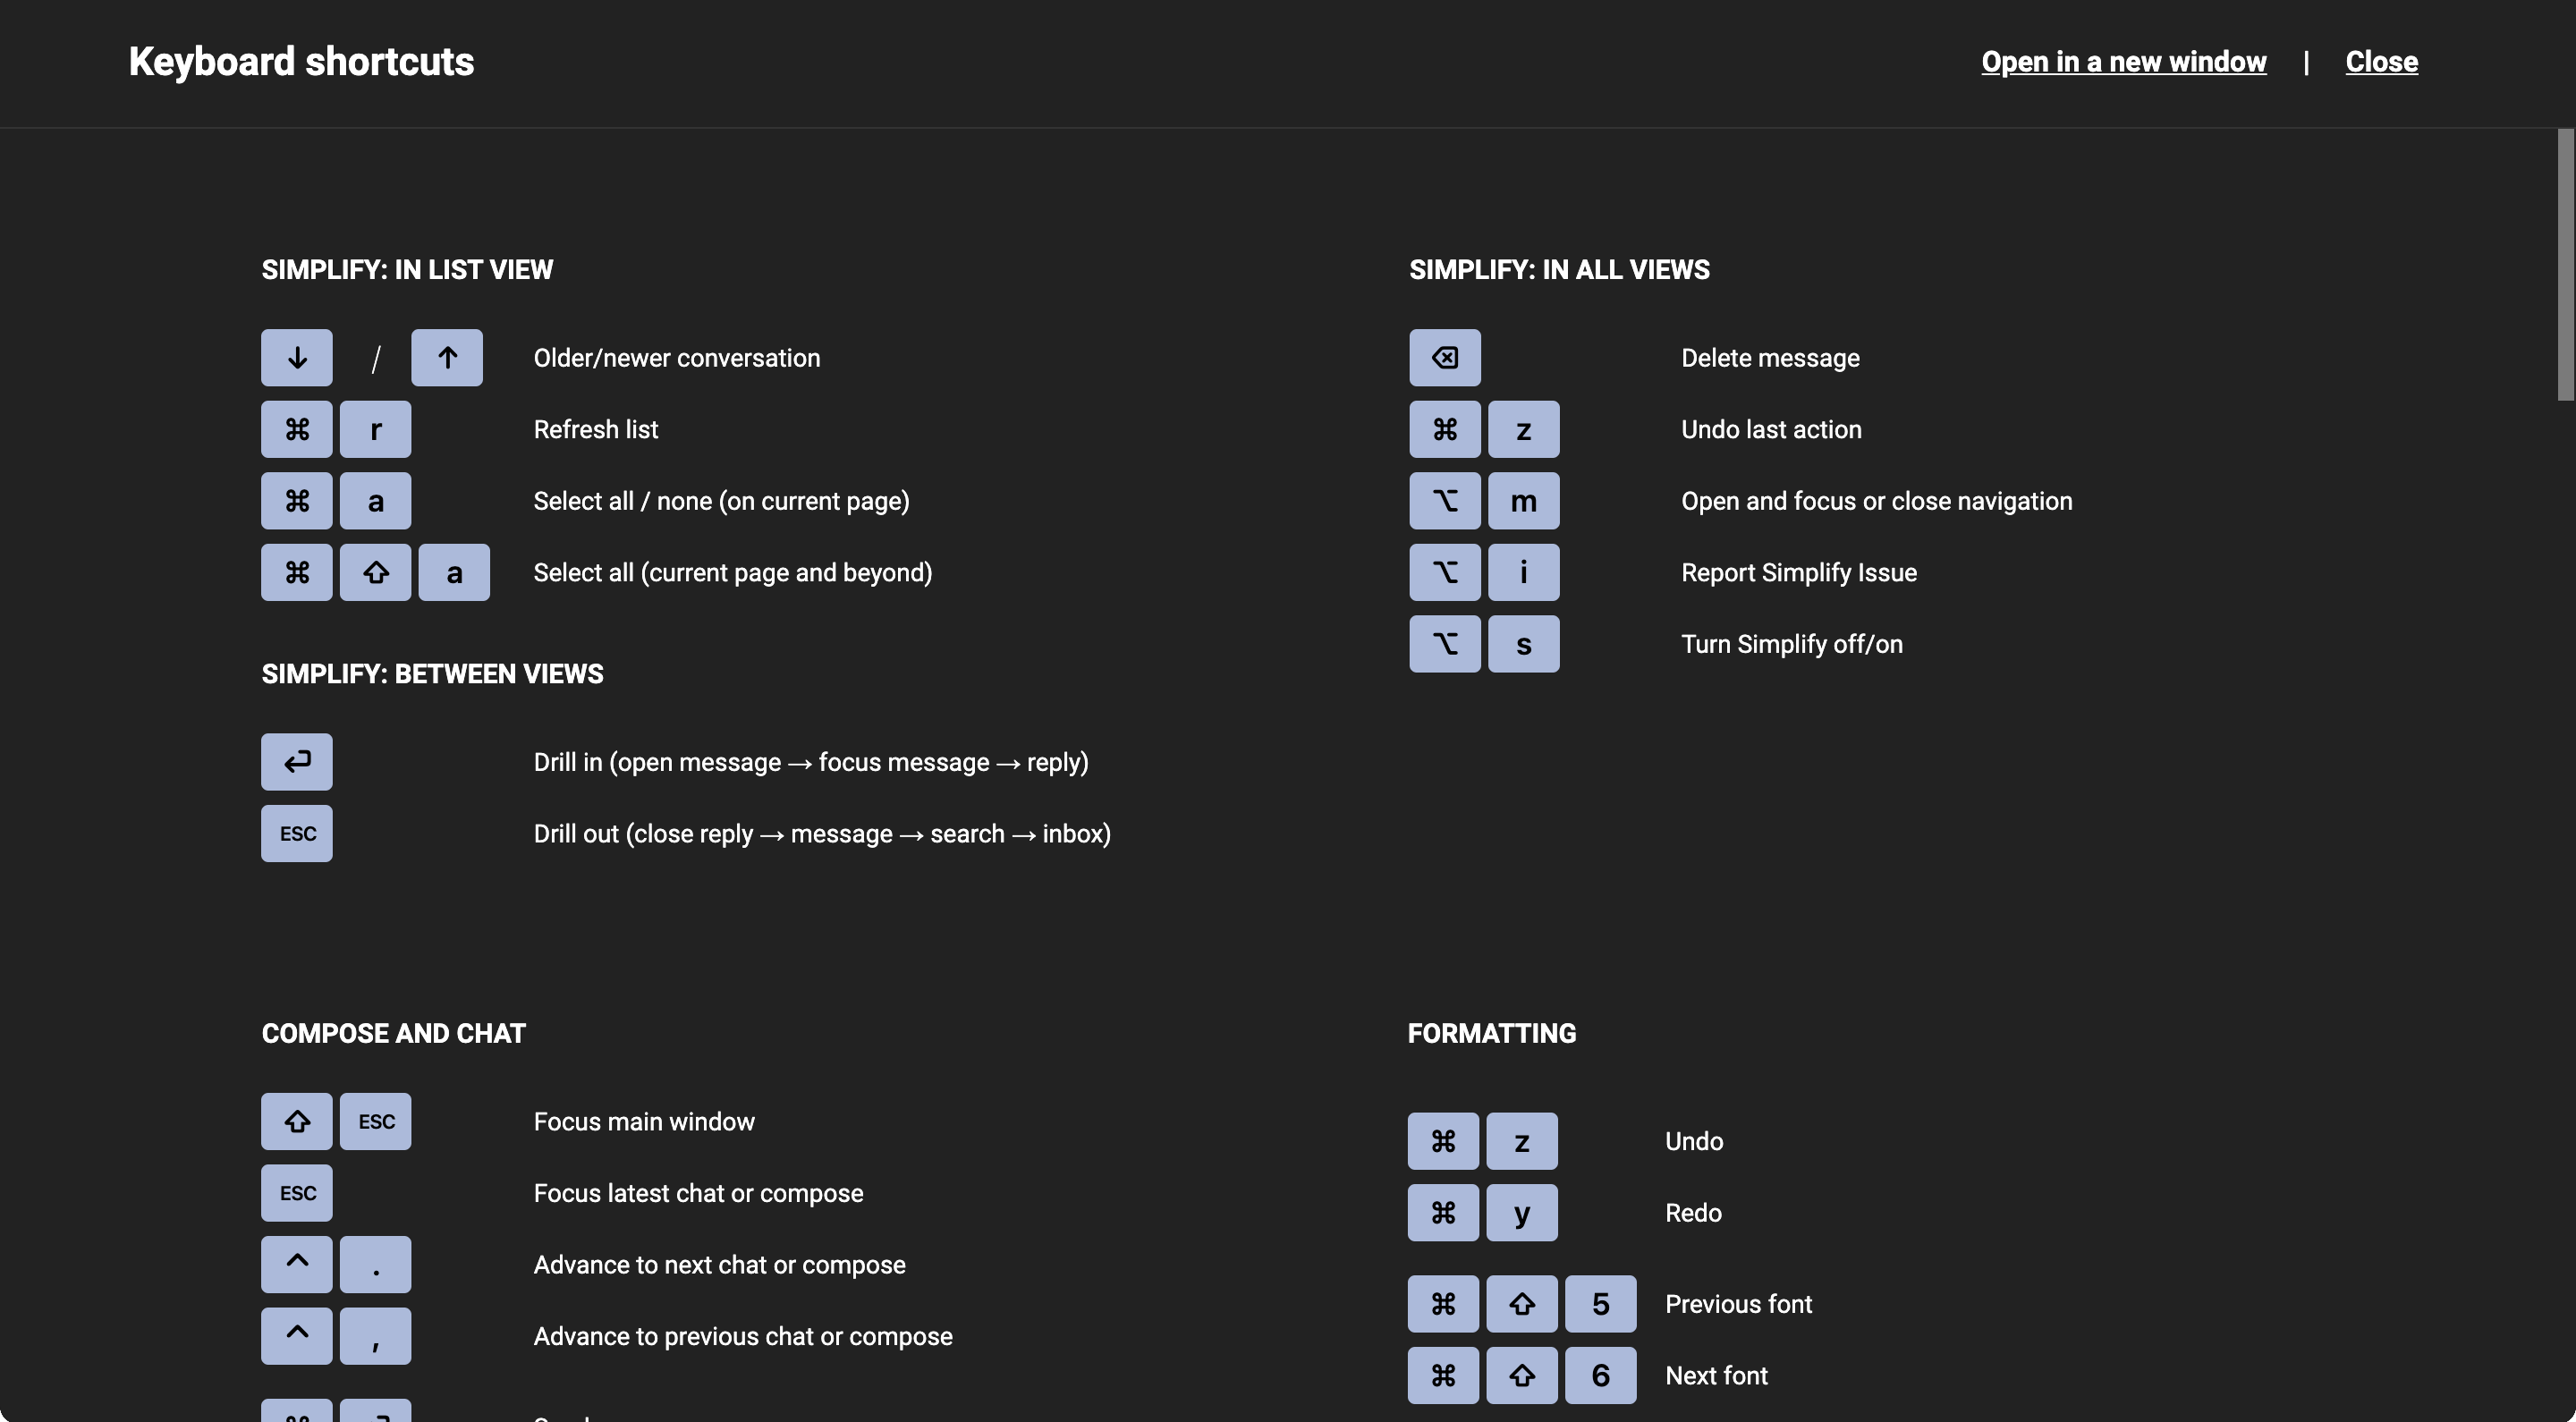 Keyboard shortcuts
Open in a new window | Close
SIMPLIFY: IN LIST VIEW
↓ / ↑ Older/newer conversation
⌘ r Refresh list
⌘ a Select all / none (on current page)
⌘ ⇧ a Select all (current page and beyond)
SIMPLIFY: BETWEEN VIEWS
↵ Drill in (open message → focus message → reply)
ESC Drill out (close reply → message → search → inbox)
SIMPLIFY: IN ALL VIEWS
⌫ Delete message
⌘ z Undo last action
⌥ m Open and focus or close navigation
⌥ i Report Simplify Issue
⌥ s Turn Simplify off/on
COMPOSE AND CHAT
⇧ ESC Focus main window
ESC Focus latest chat or compose
^ . Advance to next chat or compose
^ , Advance to previous chat or compose
FORMATTING
⌘ z Undo
⌘ y Redo
⌘ ⇧ 5 Previous font
⌘ ⇧ 6 Next font